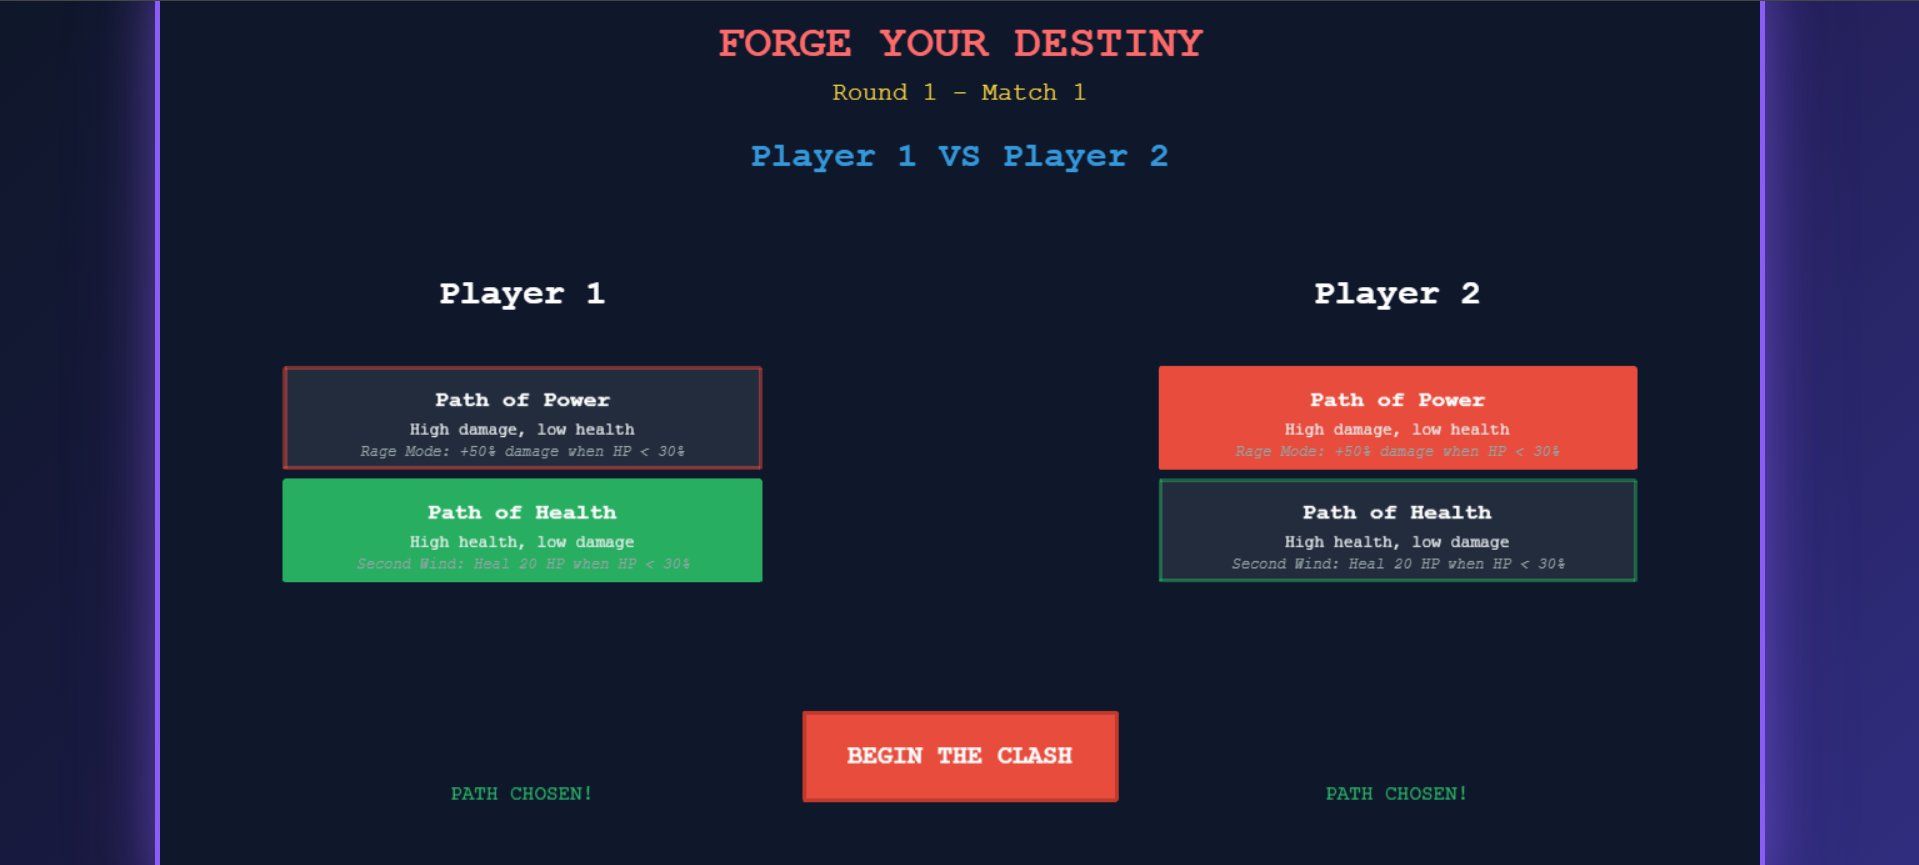 FORGE YOUR DESTINY
Round 1 - Match 1
Player 1 VS Player 2
Player 1
Path of Power
High damage, low health
Rage Mode: +50% damage when HP < 30%
Path of Health
High health, low damage
Second Wind: Heal 20 HP when HP < 30%
PATH CHOSEN!
Player 2
Path of Power
High damage, low health
Rage Mode: +50% damage when HP < 30%
Path of Health
High health, low damage
Second Wind: Heal 20 HP when HP < 30%
PATH CHOSEN!
BEGIN THE CLASH